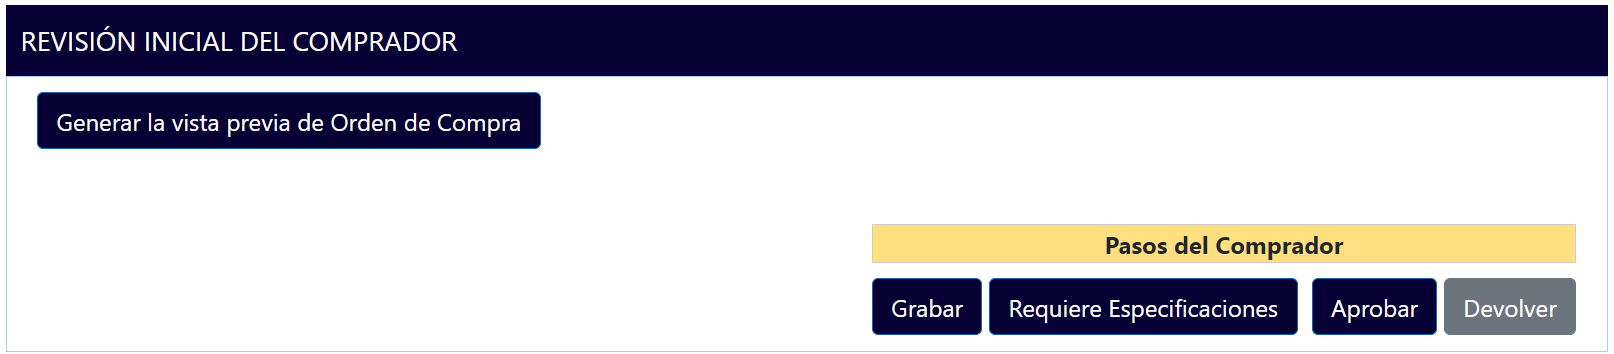 REVISIÓN INICIAL DEL COMPRADOR
Generar la vista previa de Orden de Compra
Pasos del Comprador
Grabar Requiere Especificaciones Aprobar Devolver